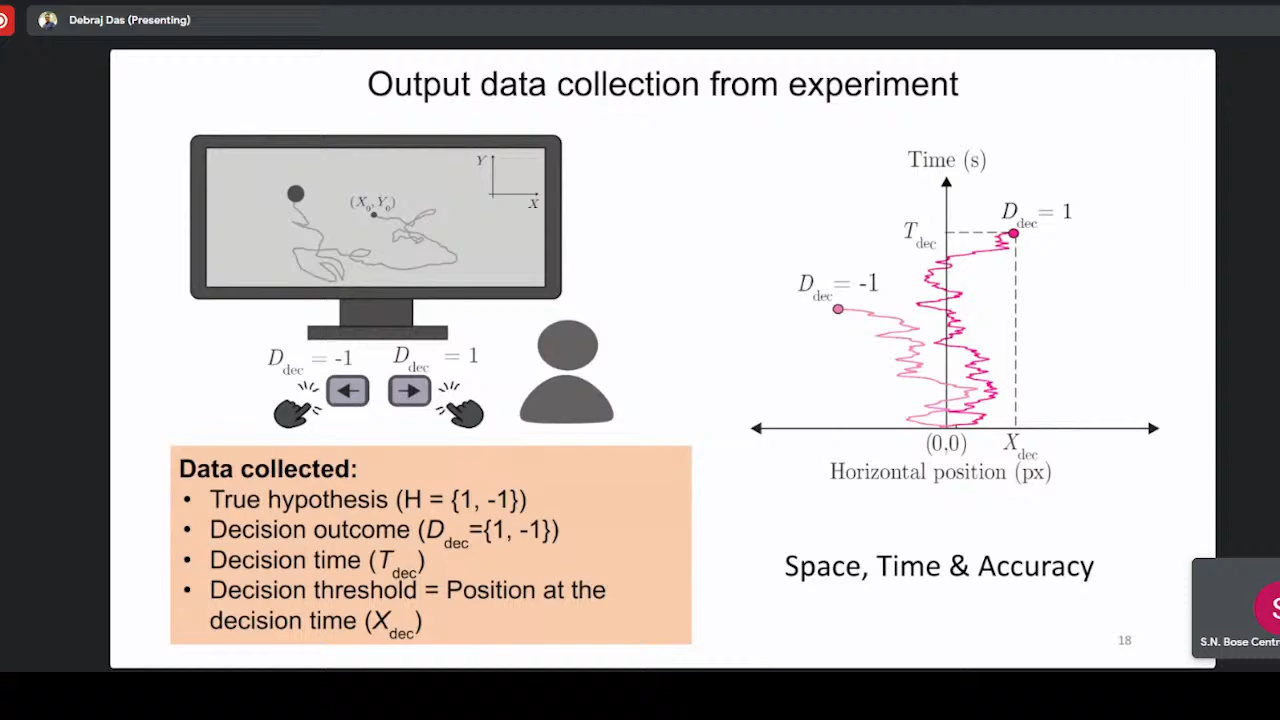 Debraj Das (Presenting)
Output data collection from experiment
Y
X
(X₀, Y₀)
D_dec = -1 D_dec = 1
Data collected:
• True hypothesis (H = {1, -1})
• Decision outcome (D_dec={1, -1})
• Decision time (T_dec)
• Decision threshold = Position at the
decision time (X_dec)
Time (s)
D_dec = 1
T_dec
D_dec = -1
(0,0) X_dec
Horizontal position (px)
Space, Time & Accuracy
18
S
S.N. Bose Centr